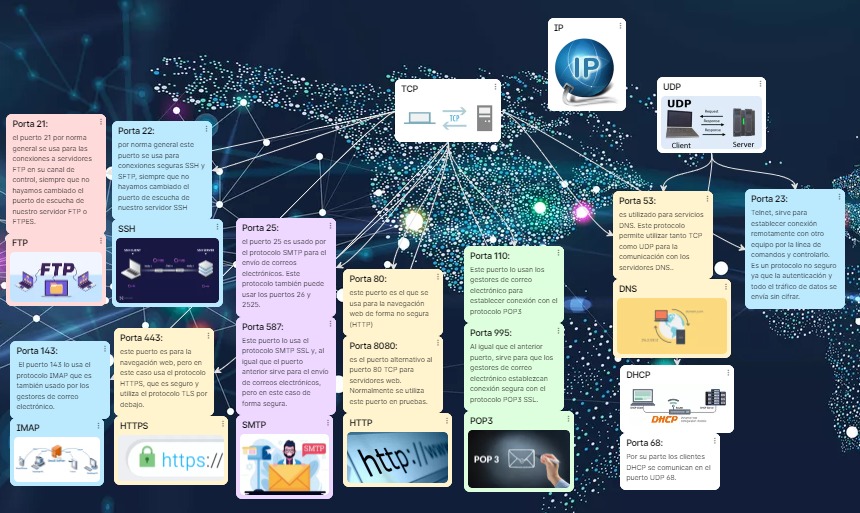 IP
TCP
TCP
UDP
UDP
Request
Response
Response
Client
Server
Porta 21:
el puerto 21 por norma
general se usa para las
conexiones a servidores
FTP en su canal de
control, siempre que no
hayamos cambiado el
puerto de escucha de
nuestro servidor FTP o
FTPES.
FTP
FTP
Porta 22:
por norma general este
puerto se usa para
conexiones seguras SSH y
SFTP, siempre que no
hayamos cambiado el
puerto de escucha de
nuestro servidor SSH
SSH
Porta 25:
el puerto 25 es usado por
el protocolo SMTP para el
envío de correos
electrónicos. Este
protocolo también puede
usar los puertos 26 y
2525.
Porta 587:
Este puerto lo usa el
protocolo SMTP SSL y, al
igual que el puerto
anterior sirve para el envío
de correos electrónicos,
pero en este caso de
forma segura.
SMTP
SMTP
Porta 80:
este puerto es el que se
usa para la navegación
web de forma no segura
(HTTP)
Porta 8080:
es el puerto alternativo al
puerto 80 TCP para
servidores web.
Normalmente se utiliza
este puerto en pruebas.
HTTP
http://www
Porta 110:
Este puerto lo usan los
gestores de correo
electrónico para
establecer conexión con el
protocolo POP3
Porta 995:
Al igual que el anterior
puerto, sirve para que los
gestores de correo
electrónico establezcan
conexión segura con el
protocolo POP3 SSL.
POP3
POP 3
Porta 53:
es utilizado para servicios
DNS. Este protocolo
permite utilizar tanto TCP
como UDP para la
comunicación con los
servidores DNS..
DNS
Porta 23:
Telnet, sirve para
establecer conexión
remotamente con otro
equipo por la línea de
comandos y controlarlo.
Es un protocolo no seguro
ya que la autenticación y
todo el tráfico de datos se
envía sin cifrar.
DHCP
DHCP
Porta 68:
Por su parte los clientes
DHCP se comunican en el
puerto UDP 68.
Porta 143:
El puerto 143 lo usa el
protocolo IMAP que es
también usado por los
gestores de correo
electrónico.
IMAP
Porta 443:
este puerto es para la
navegación web, pero en
este caso usa el protocolo
HTTPS, que es seguro y
utiliza el protocolo TLS por
debajo.
HTTPS
https://